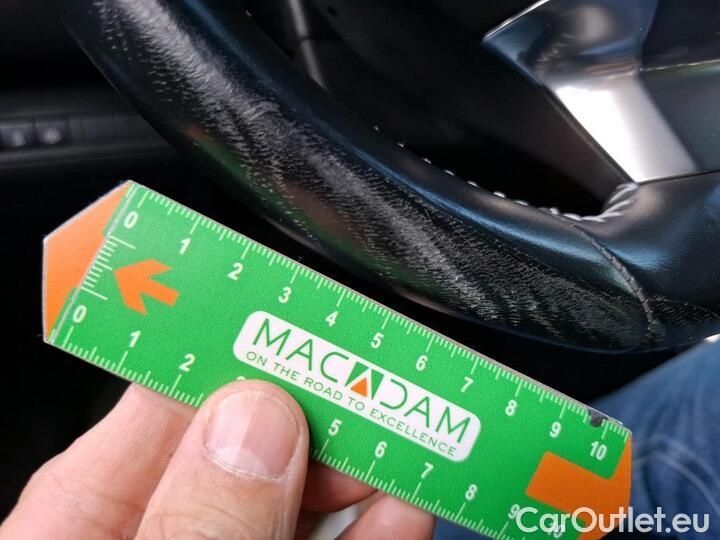 0 1 2 3 4 5 6 7 8 9 10
MACADAM
ON THE ROAD TO EXCELLENCE
0 1 2 5 6 7 8 9 10
CarOutlet.eu